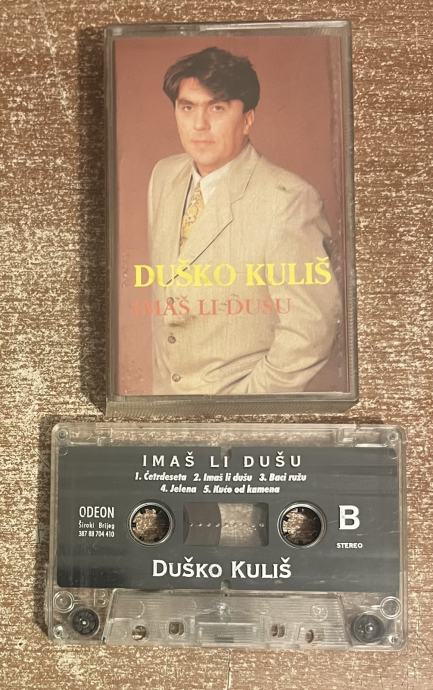 DUŠKO KULIŠ
IMAŠ LI DUŠU
IMAŠ LI DUŠU
1. Četrdeseta 2. Imaš li dušu 3. Baci ružu
4. Jelena 5. Kućo od kamena
ODEON
Široki Brijeg
387 88 704 410
B
STEREO
DUŠKO KULIŠ